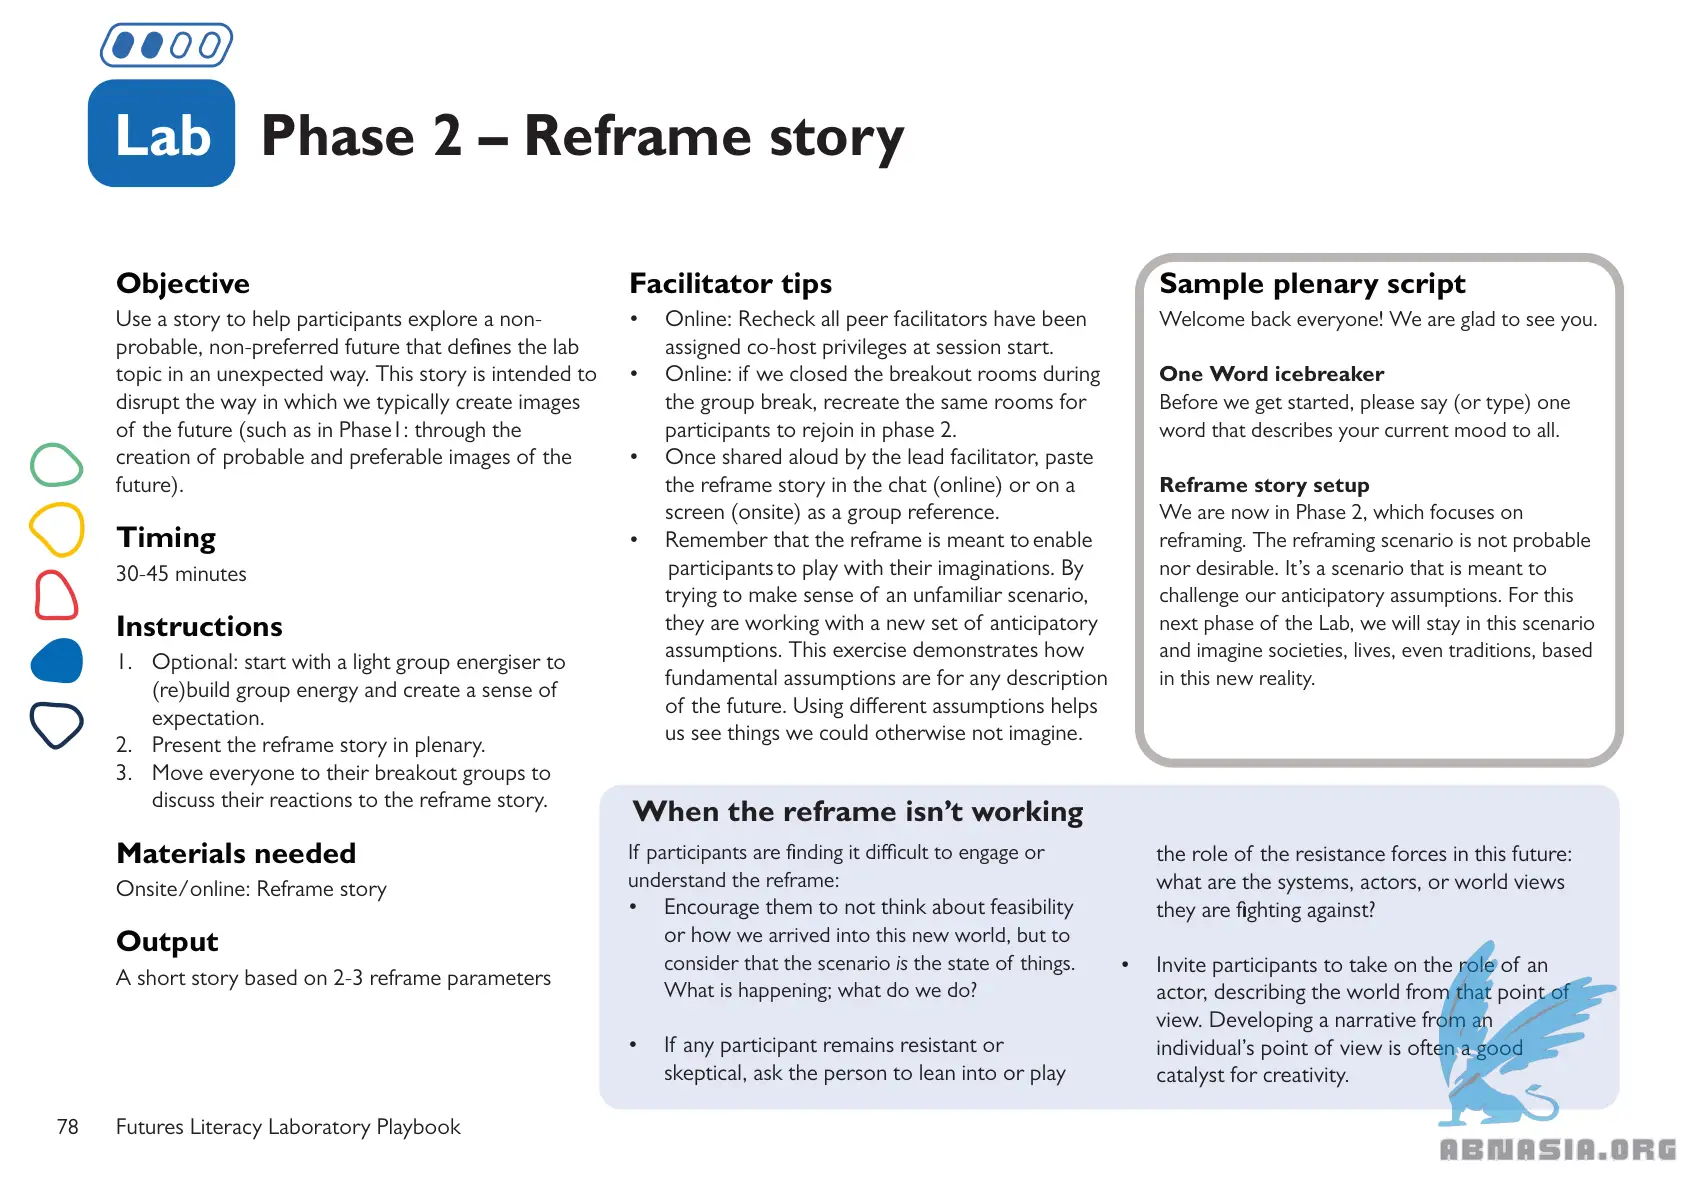 Lab
Phase 2 – Reframe story
Objective
Use a story to help participants explore a non-
probable, non-preferred future that defines the lab
topic in an unexpected way. This story is intended to
disrupt the way in which we typically create images
of the future (such as in Phase1: through the
creation of probable and preferable images of the
future).
Timing
30-45 minutes
Instructions
1. Optional: start with a light group energiser to
(re)build group energy and create a sense of
expectation.
2. Present the reframe story in plenary.
3. Move everyone to their breakout groups to
discuss their reactions to the reframe story.
Materials needed
Onsite/online: Reframe story
Output
A short story based on 2-3 reframe parameters
Facilitator tips
• Online: Recheck all peer facilitators have been
assigned co-host privileges at session start.
• Online: if we closed the breakout rooms during
the group break, recreate the same rooms for
participants to rejoin in phase 2.
• Once shared aloud by the lead facilitator, paste
the reframe story in the chat (online) or on a
screen (onsite) as a group reference.
• Remember that the reframe is meant to enable
participants to play with their imaginations. By
trying to make sense of an unfamiliar scenario,
they are working with a new set of anticipatory
assumptions. This exercise demonstrates how
fundamental assumptions are for any description
of the future. Using different assumptions helps
us see things we could otherwise not imagine.
Sample plenary script
Welcome back everyone! We are glad to see you.
One Word icebreaker
Before we get started, please say (or type) one
word that describes your current mood to all.
Reframe story setup
We are now in Phase 2, which focuses on
reframing. The reframing scenario is not probable
nor desirable. It's a scenario that is meant to
challenge our anticipatory assumptions. For this
next phase of the Lab, we will stay in this scenario
and imagine societies, lives, even traditions, based
in this new reality.
When the reframe isn't working
If participants are finding it difficult to engage or
understand the reframe:
• Encourage them to not think about feasibility
or how we arrived into this new world, but to
consider that the scenario is the state of things.
What is happening; what do we do?
• If any participant remains resistant or
skeptical, ask the person to lean into or play
the role of the resistance forces in this future:
what are the systems, actors, or world views
they are fighting against?
• Invite participants to take on the role of an
actor, describing the world from that point of
view. Developing a narrative from an
individual's point of view is often a good
catalyst for creativity.
78 Futures Literacy Laboratory Playbook
ABNASIA.ORG